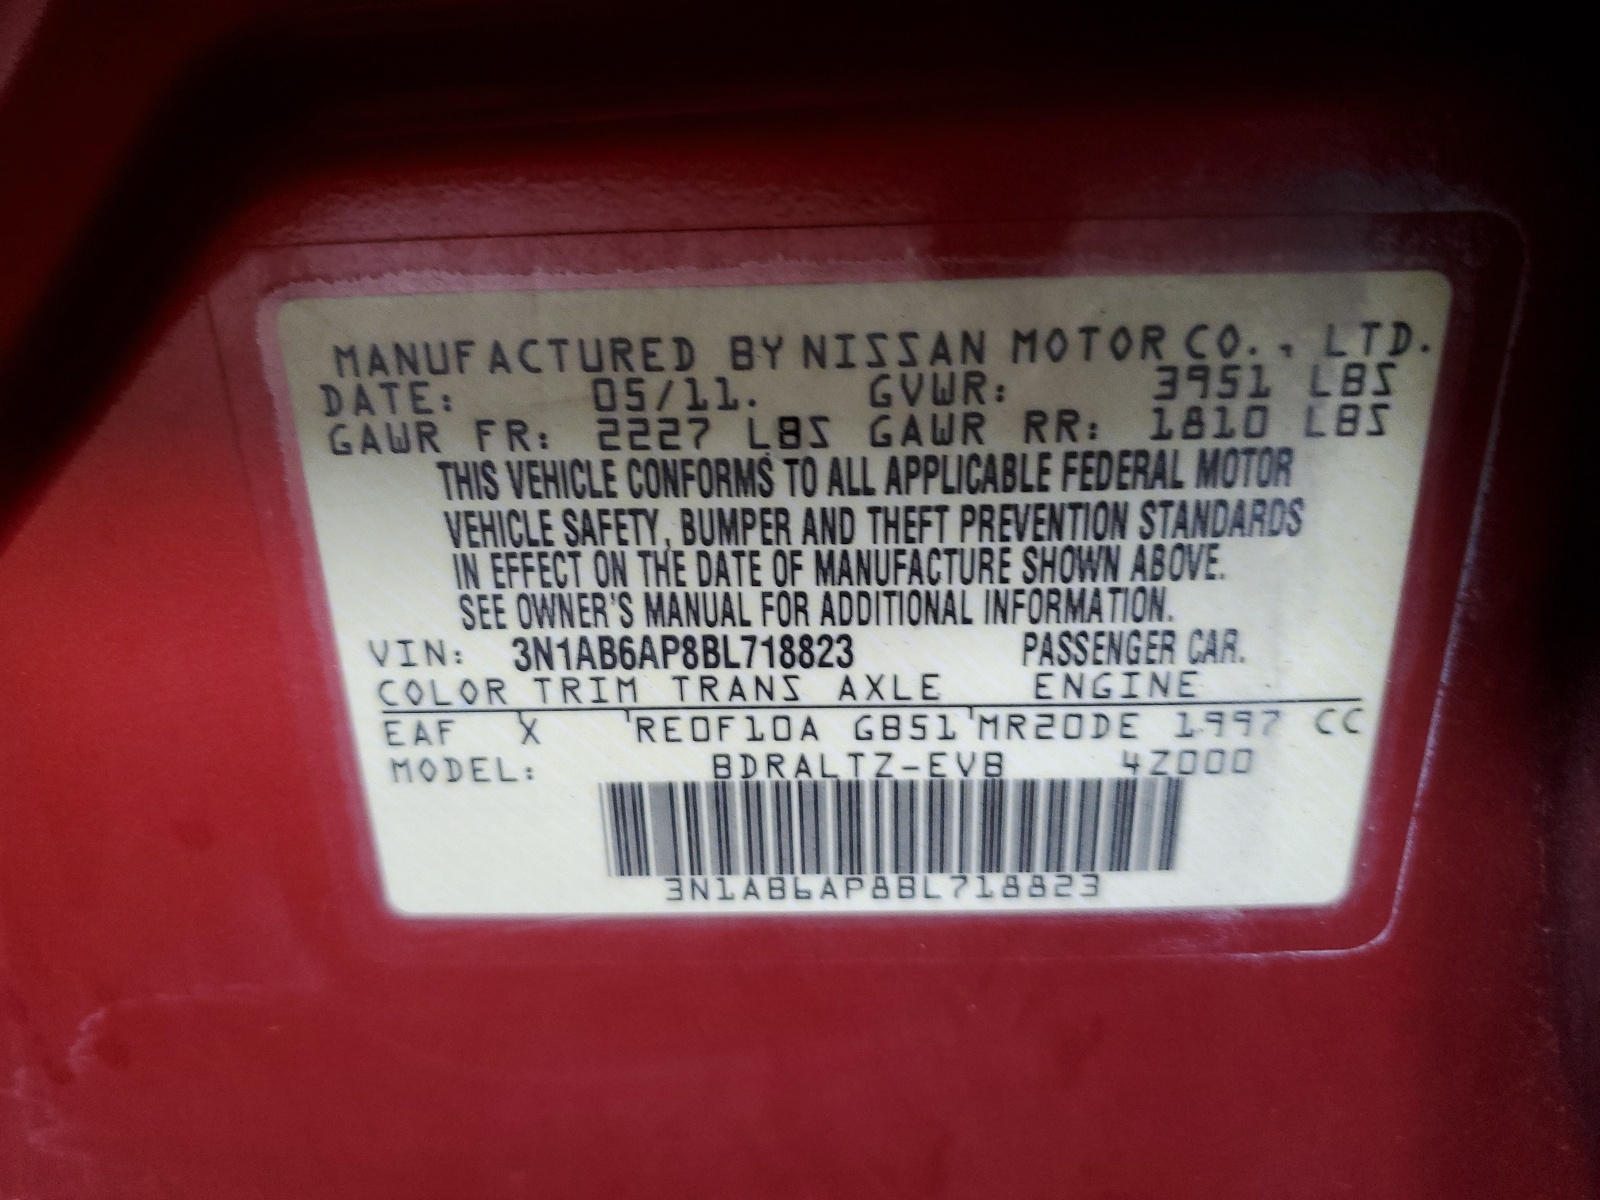 MANUFACTURED BY NISSAN MOTOR CO., LTD.
DATE: 05/11. GVWR: 3951 LBS
GAWR FR: 2227 LBS GAWR RR: 1810 LBS
THIS VEHICLE CONFORMS TO ALL APPLICABLE FEDERAL MOTOR
VEHICLE SAFETY, BUMPER AND THEFT PREVENTION STANDARDS
IN EFFECT ON THE DATE OF MANUFACTURE SHOWN ABOVE.
SEE OWNER'S MANUAL FOR ADDITIONAL INFORMATION.
VIN: 3N1AB6AP8BL718823 PASSENGER CAR.
COLOR TRIM TRANS AXLE ENGINE
EAF X RE0F10A GB51 MR20DE 1997 CC
MODEL: BDRALTZ-EVB 4Z000
3N1AB6AP8BL718823